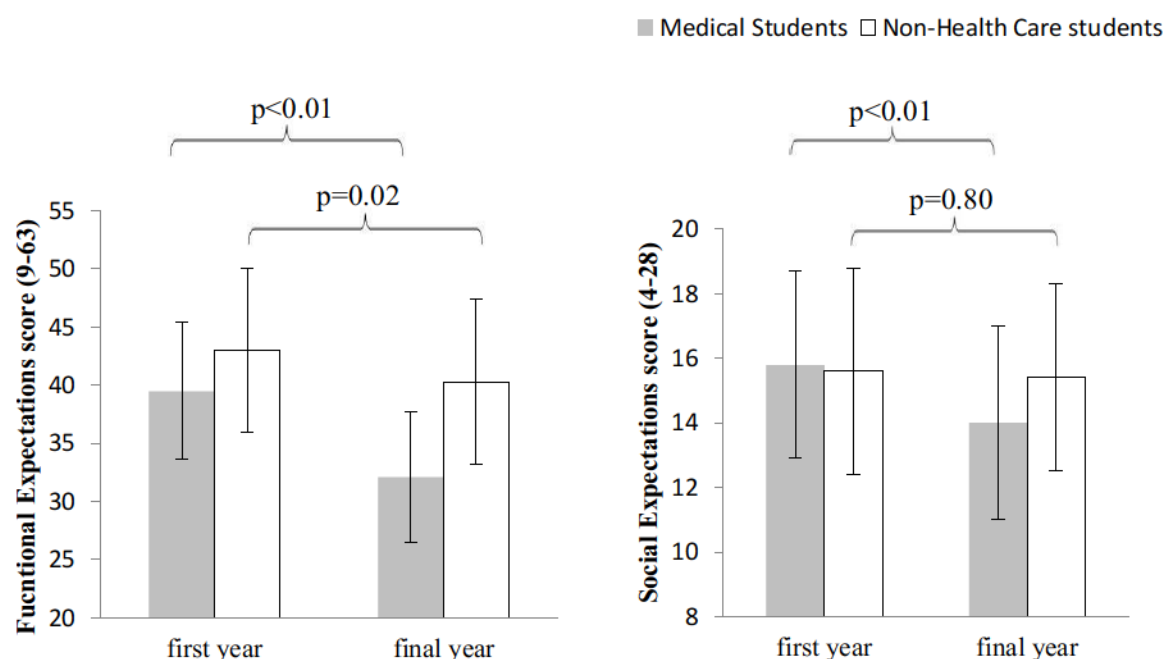 Medical Students Non-Health Care students
p<0.01
p=0.02
Fucntional Expectations score (9-63)
55
50
45
40
35
30
25
20
first year final year
p<0.01
p=0.80
Social Expectations score (4-28)
20
18
16
14
12
10
8
first year final year